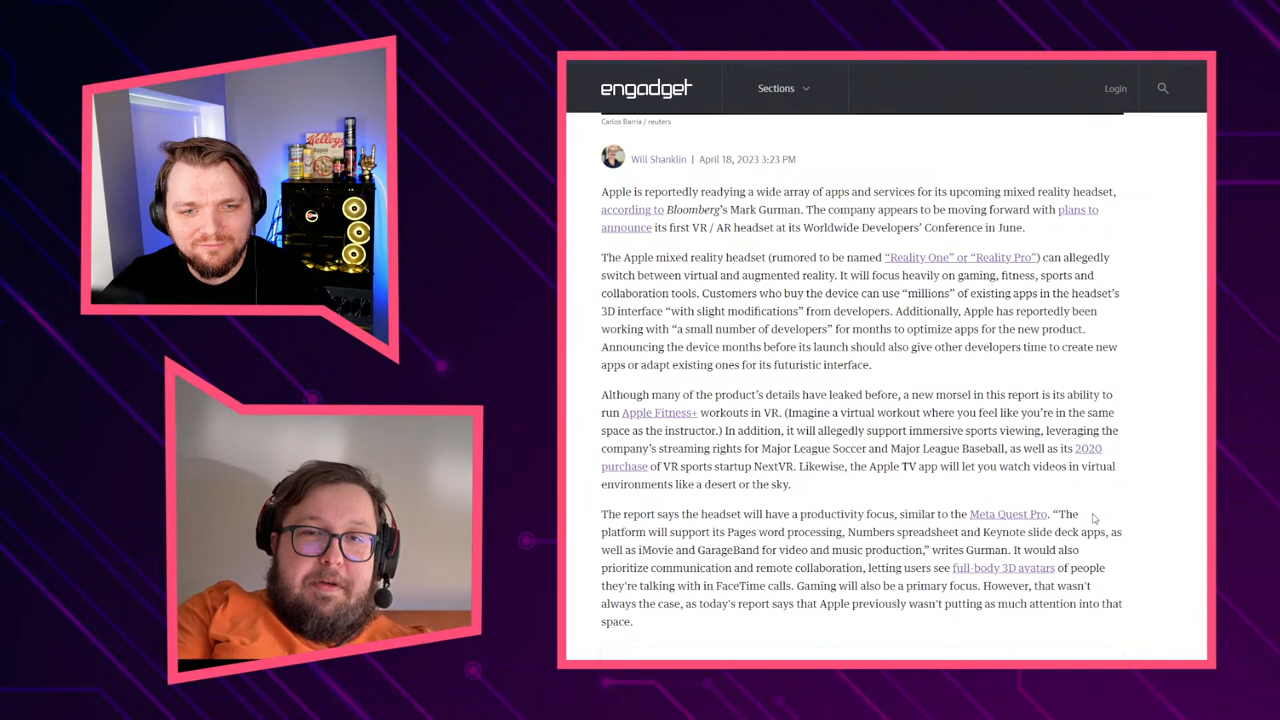 Kellogg's
engadget
Sections
Login
Carlos Barria / reuters
Will Shanklin | April 18, 2023 3:23 PM
Apple is reportedly readying a wide array of apps and services for its upcoming mixed reality headset,
according to Bloomberg's Mark Gurman. The company appears to be moving forward with plans to
announce its first VR / AR headset at its Worldwide Developers' Conference in June.
The Apple mixed reality headset (rumored to be named “Reality One” or “Reality Pro”) can allegedly
switch between virtual and augmented reality. It will focus heavily on gaming, fitness, sports and
collaboration tools. Customers who buy the device can use “millions” of existing apps in the headset's
3D interface “with slight modifications” from developers. Additionally, Apple has reportedly been
working with “a small number of developers” for months to optimize apps for the new product.
Announcing the device months before its launch should also give other developers time to create new
apps or adapt existing ones for its futuristic interface.
Although many of the product's details have leaked before, a new morsel in this report is its ability to
run Apple Fitness+ workouts in VR. (Imagine a virtual workout where you feel like you're in the same
space as the instructor.) In addition, it will allegedly support immersive sports viewing, leveraging the
company's streaming rights for Major League Soccer and Major League Baseball, as well as its 2020
purchase of VR sports startup NextVR. Likewise, the Apple TV app will let you watch videos in virtual
environments like a desert or the sky.
The report says the headset will have a productivity focus, similar to the Meta Quest Pro. “The
platform will support its Pages word processing, Numbers spreadsheet and Keynote slide deck apps, as
well as iMovie and GarageBand for video and music production,” writes Gurman. It would also
prioritize communication and remote collaboration, letting users see full-body 3D avatars of people
they're talking with in FaceTime calls. Gaming will also be a primary focus. However, that wasn't
always the case, as today's report says that Apple previously wasn't putting as much attention into that
space.